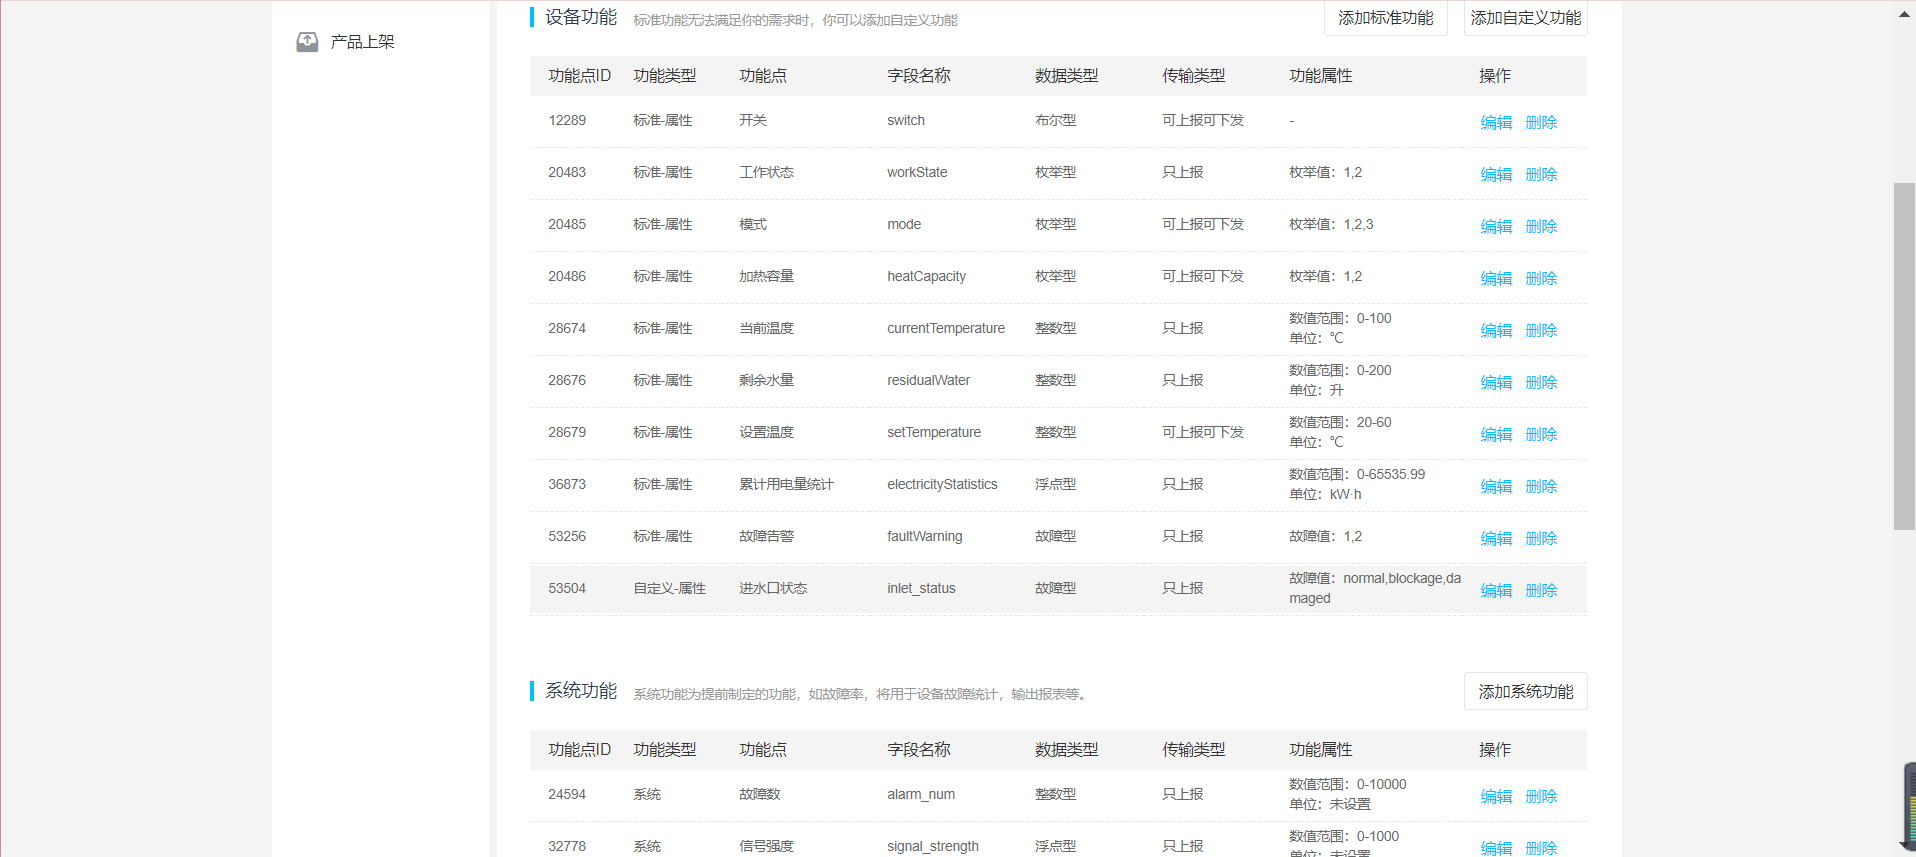 设备功能 标准功能无法满足你的需求时，你可以添加自定义功能 添加标准功能 添加自定义功能
产品上架
功能点ID 功能类型 功能点 字段名称 数据类型 传输类型 功能属性 操作
12289 标准-属性 开关 switch 布尔型 可上报可下发 - 编辑 删除
20483 标准-属性 工作状态 workState 枚举型 只上报 枚举值：1,2 编辑 删除
20485 标准-属性 模式 mode 枚举型 可上报可下发 枚举值：1,2,3 编辑 删除
20486 标准-属性 加热容量 heatCapacity 枚举型 可上报可下发 枚举值：1,2 编辑 删除
28674 标准-属性 当前温度 currentTemperature 整数型 只上报 数值范围：0-100 编辑 删除
单位：℃
28676 标准-属性 剩余水量 residualWater 整数型 只上报 数值范围：0-200 编辑 删除
单位：升
28679 标准-属性 设置温度 setTemperature 整数型 可上报可下发 数值范围：20-60 编辑 删除
单位：℃
36873 标准-属性 累计用电量统计 electricityStatistics 浮点型 只上报 数值范围：0-65535.99 编辑 删除
单位：kW·h
53256 标准-属性 故障告警 faultWarning 故障型 只上报 故障值：1,2 编辑 删除
53504 自定义-属性 进水口状态 inlet_status 故障型 只上报 故障值：normal,blockage,da 编辑 删除
maged
系统功能 系统功能为提前制定的功能，如故障率，将用于设备故障统计，输出报表等。 添加系统功能
功能点ID 功能类型 功能点 字段名称 数据类型 传输类型 功能属性 操作
24594 系统 故障数 alarm_num 整数型 只上报 数值范围：0-10000 编辑 删除
单位：未设置
32778 系统 信号强度 signal_strength 浮点型 只上报 数值范围：0-1000 编辑 删除
单位：未设置